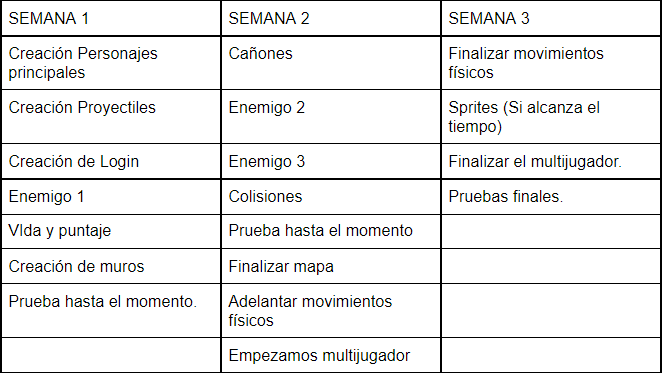 SEMANA 1 SEMANA 2 SEMANA 3
Creación Personajes principales Cañones Finalizar movimientos físicos
Creación Proyectiles Enemigo 2 Sprites (Si alcanza el tiempo)
Creación de Login Enemigo 3 Finalizar el multijugador.
Enemigo 1 Colisiones Pruebas finales.
VIda y puntaje Prueba hasta el momento
Creación de muros Finalizar mapa
Prueba hasta el momento. Adelantar movimientos físicos
Empezamos multijugador